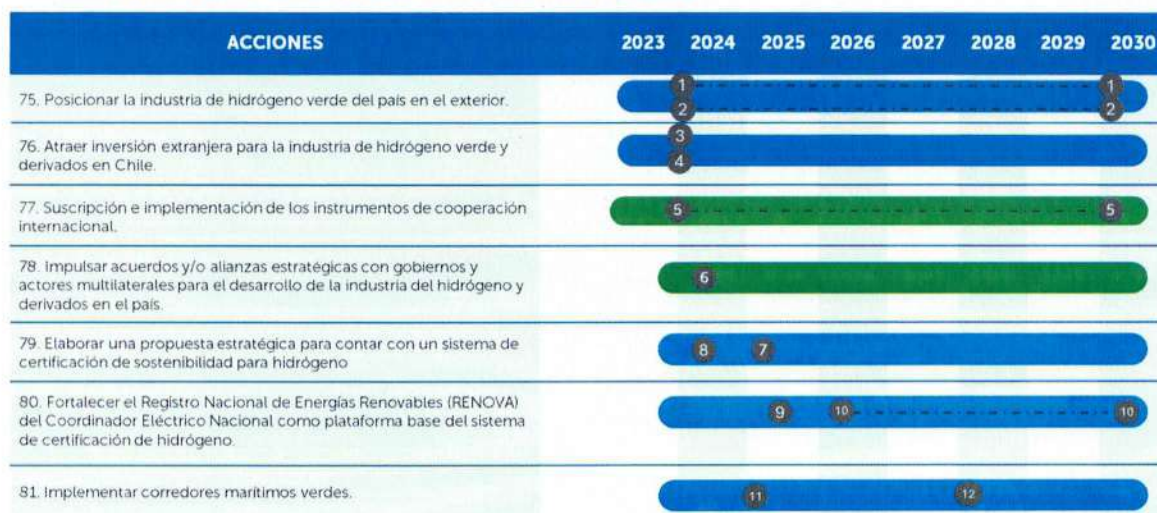 ACCIONES 2023 2024 2025 2026 2027 2028 2029 2030
75. Posicionar la industria de hidrógeno verde del país en el exterior.
1 1
2 2
76. Atraer inversión extranjera para la industria de hidrógeno verde y
derivados en Chile.
3
4
77. Suscripción e implementación de los instrumentos de cooperación
internacional.
5 5
78. Impulsar acuerdos y/o alianzas estratégicas con gobiernos y
actores multilaterales para el desarrollo de la industria del hidrógeno y
derivados en el país.
6
79. Elaborar una propuesta estratégica para contar con un sistema de
certificación de sostenibilidad para hidrógeno
8 7
80. Fortalecer el Registro Nacional de Energías Renovables (RENOVA)
del Coordinador Eléctrico Nacional como plataforma base del sistema
de certificación de hidrógeno.
9 10 10
81. Implementar corredores marítimos verdes.
11 12